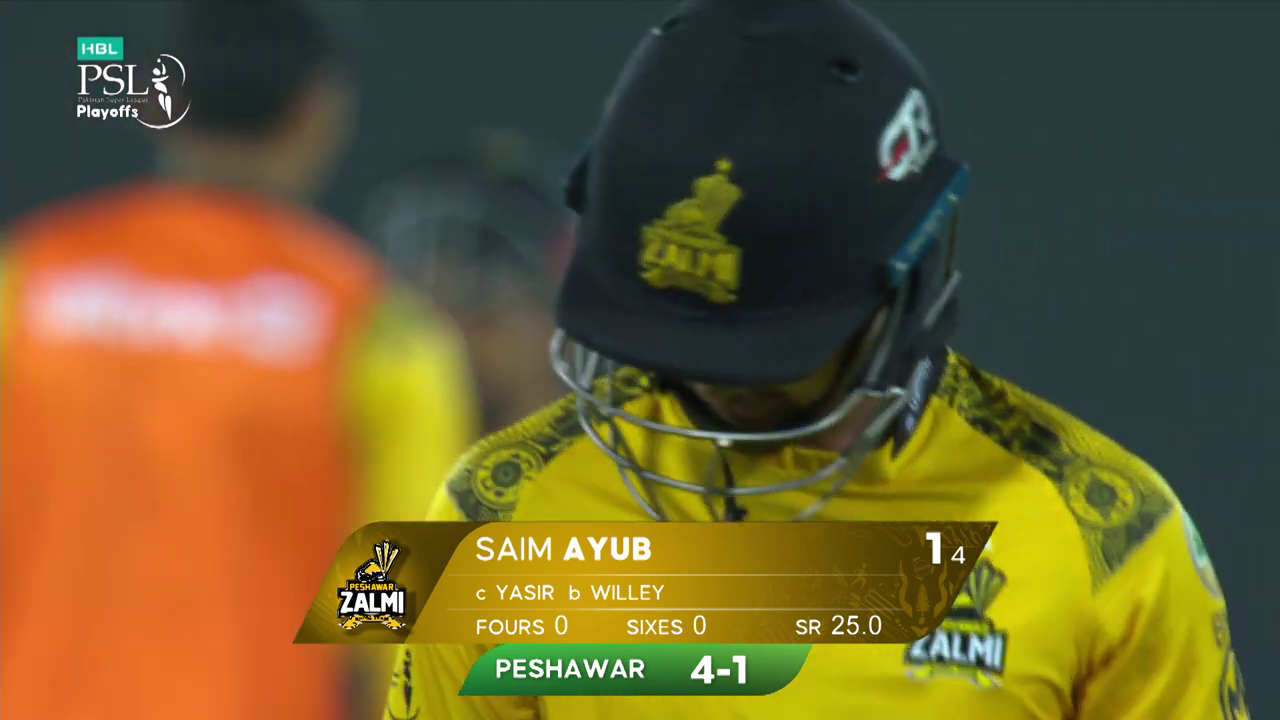 HBL
PSL
Pakistan Super League
Playoffs
ZALMI
SAIM AYUB 1 4
c YASIR b WILLEY
FOURS 0 SIXES 0 SR 25.0
PESHAWAR
ZALMI
PESHAWAR 4-1
ZALMI